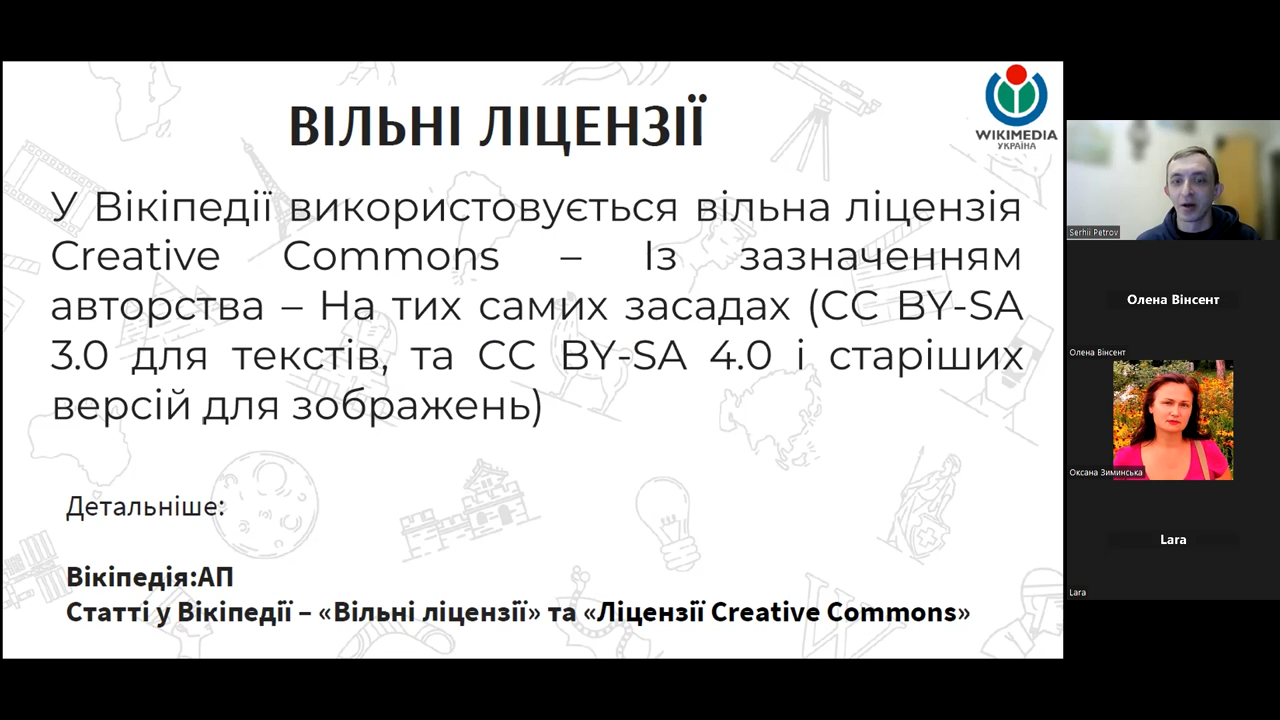 ВІЛЬНІ ЛІЦЕНЗІЇ
WIKIMEDIA
УКРАЇНА
У Вікіпедії використовується вільна ліцензія
Creative Commons – Із зазначенням
авторства – На тих самих засадах (CC BY-SA
3.0 для текстів, та CC BY-SA 4.0 і старіших
версій для зображень)
Детальніше:
Вікіпедія:АП
Статті у Вікіпедії – «Вільні ліцензії» та «Ліцензії Creative Commons»
Serhii Petrov
Олена Вінсент
Олена Вінсент
Оксана Зиминська
Lara
Lara